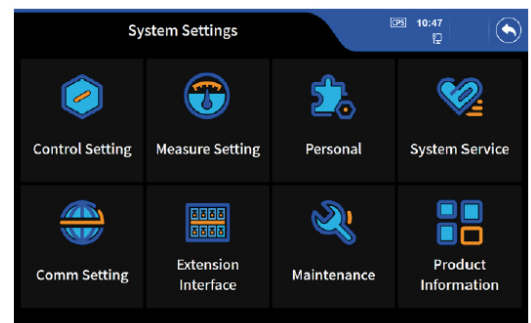 System Settings
CPS 10:47
Control Setting
Measure Setting
Personal
System Service
Comm Setting
Extension
Interface
Maintenance
Product
Information